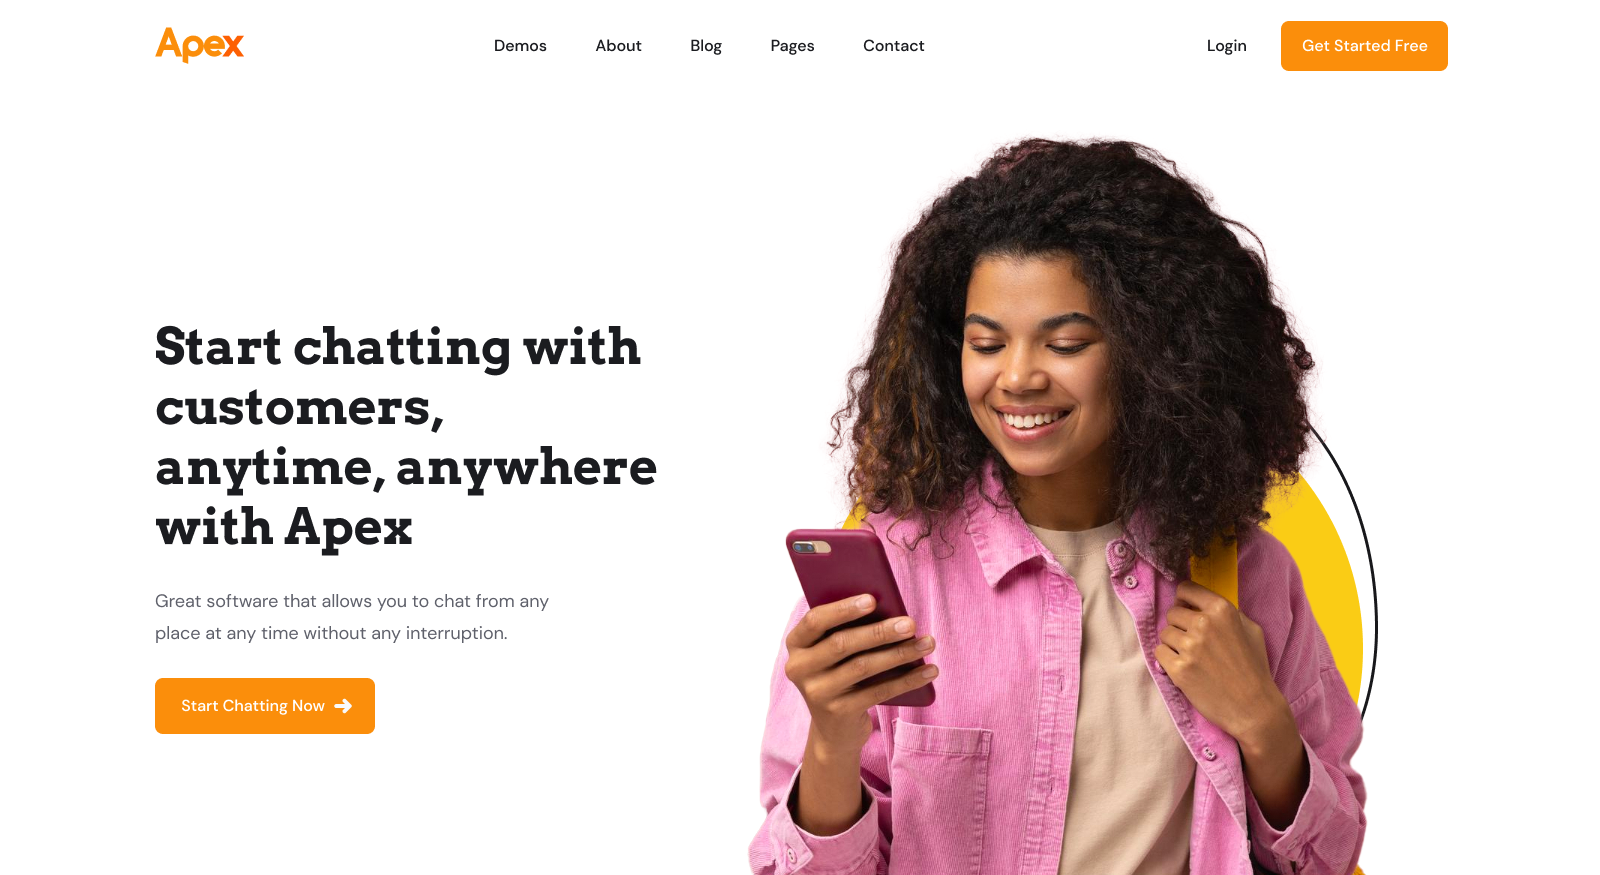 Apex
Demos
About
Blog
Pages
Contact
Login
Get Started Free
Start chatting with
customers,
anytime, anywhere
with Apex
Great software that allows you to chat from any
place at any time without any interruption.
Start Chatting Now